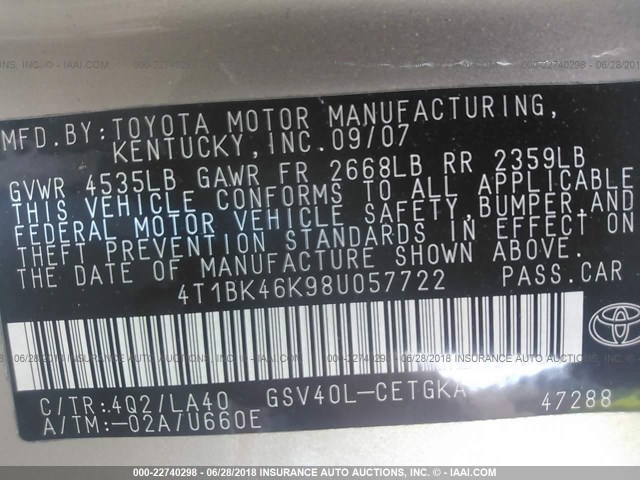 MFD.BY:TOYOTA MOTOR MANUFACTURING,
KENTUCKY, INC. 09/07
GVWR 4535LB GAWR FR 2668LB RR 2359LB
THIS VEHICLE CONFORMS TO ALL APPLICABLE
FEDERAL MOTOR VEHICLE SAFETY,BUMPER,AND
THEFT PREVENTION STANDARDS IN EFFECT ON
THE DATE OF MANUFACTURE SHOWN ABOVE.
4T1BK46K98U057722 PASS.CAR
TOYOTA
C/TR:4Q2/LA40 GSV40L-CETGKA
A/TM:-02A/U660E 47288
000-22740298 - 06/28/2018 INSURANCE AUTO AUCTIONS - © - IAAI.COM